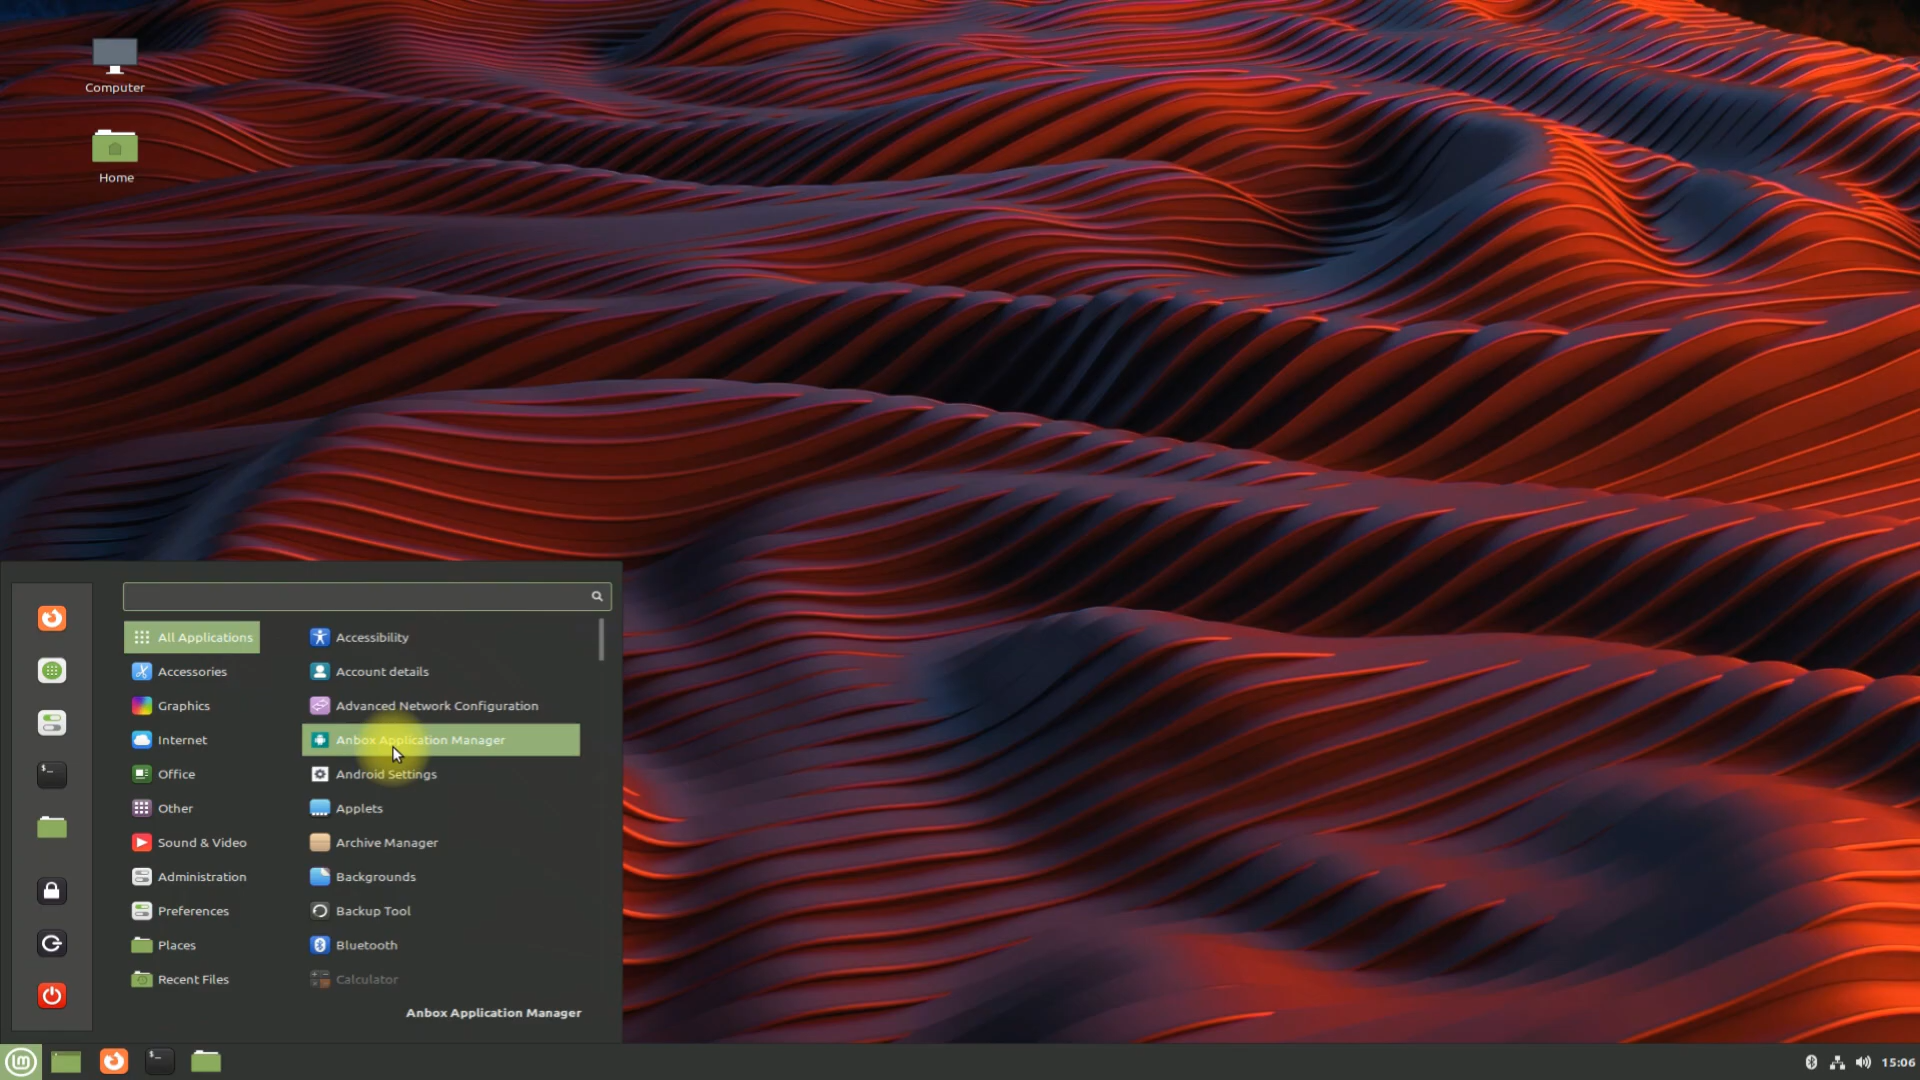 Computer
Home
All Applications
Accessories
Graphics
Internet
Office
Other
Sound & Video
Administration
Preferences
Places
Recent Files
Accessibility
Account details
Advanced Network Configuration
Anbox Application Manager
Android Settings
Applets
Archive Manager
Backgrounds
Backup Tool
Bluetooth
Calculator
Anbox Application Manager
15:06